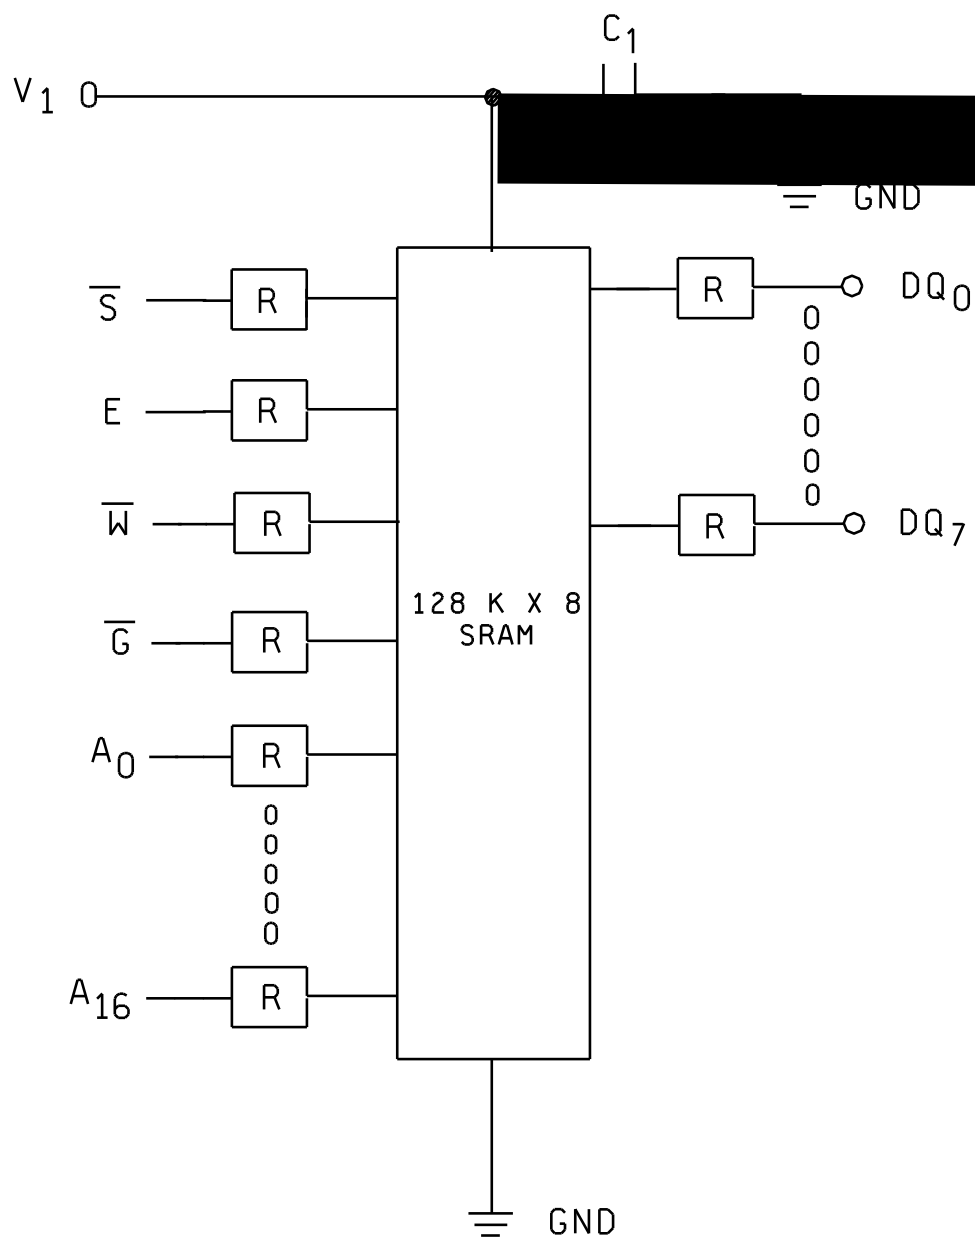 C1
V1
GND
S̅ R R DQ0
E R
W̅ R R DQ7
128 K X 8
SRAM
G̅ R
A0 R
A16 R
GND